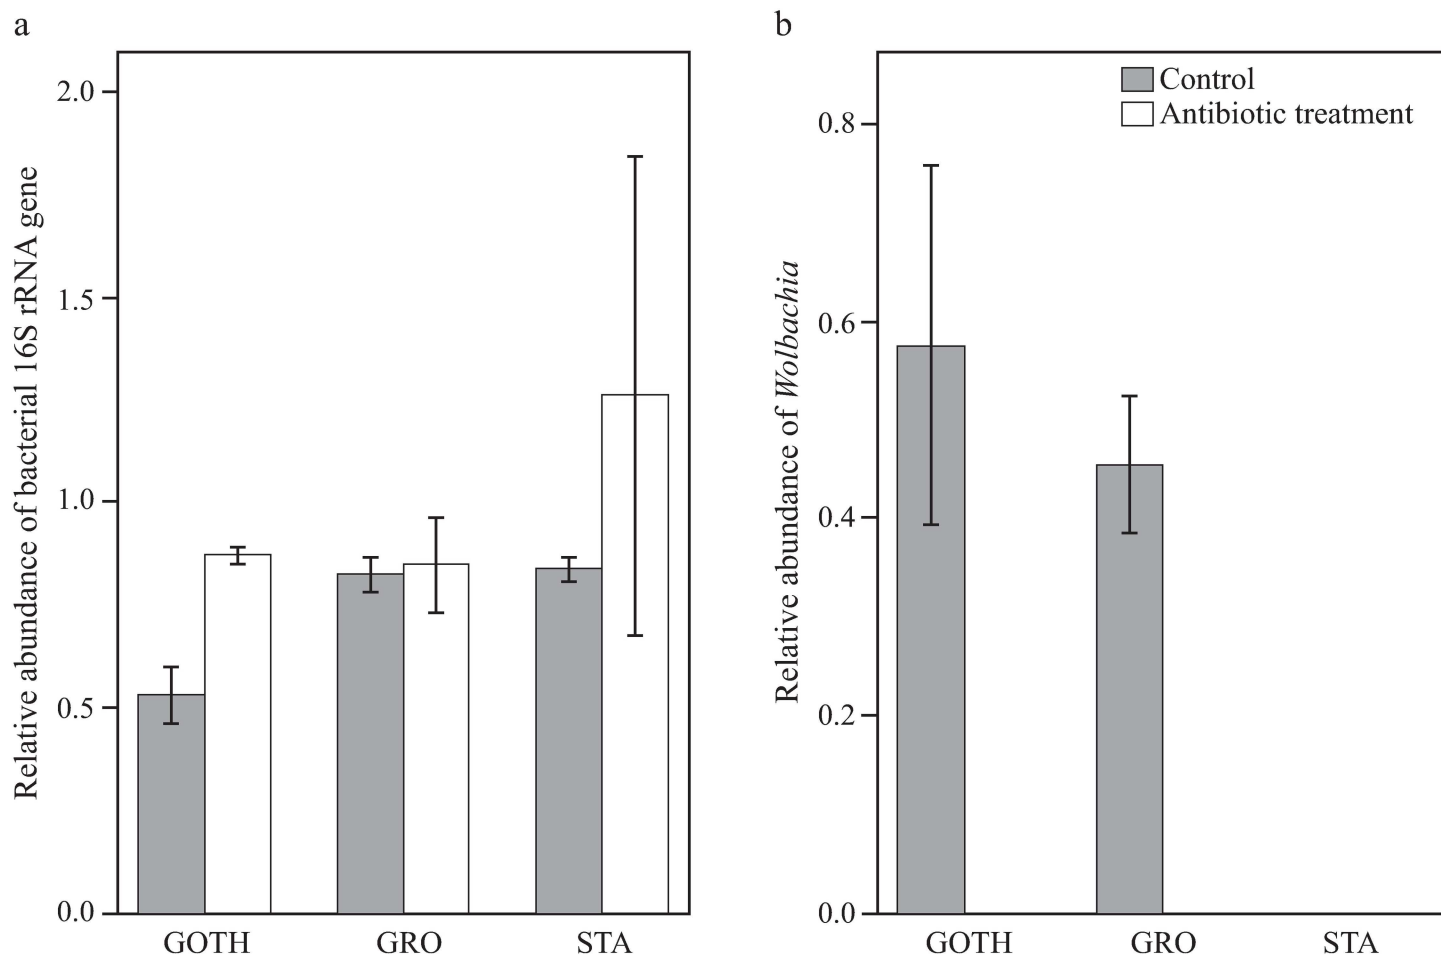 a
Relative abundance of bacterial 16S rRNA gene
2.0
1.5
1.0
0.5
0.0
GOTH GRO STA
b
Relative abundance of Wolbachia
Control
Antibiotic treatment
0.8
0.6
0.4
0.2
0.0
GOTH GRO STA